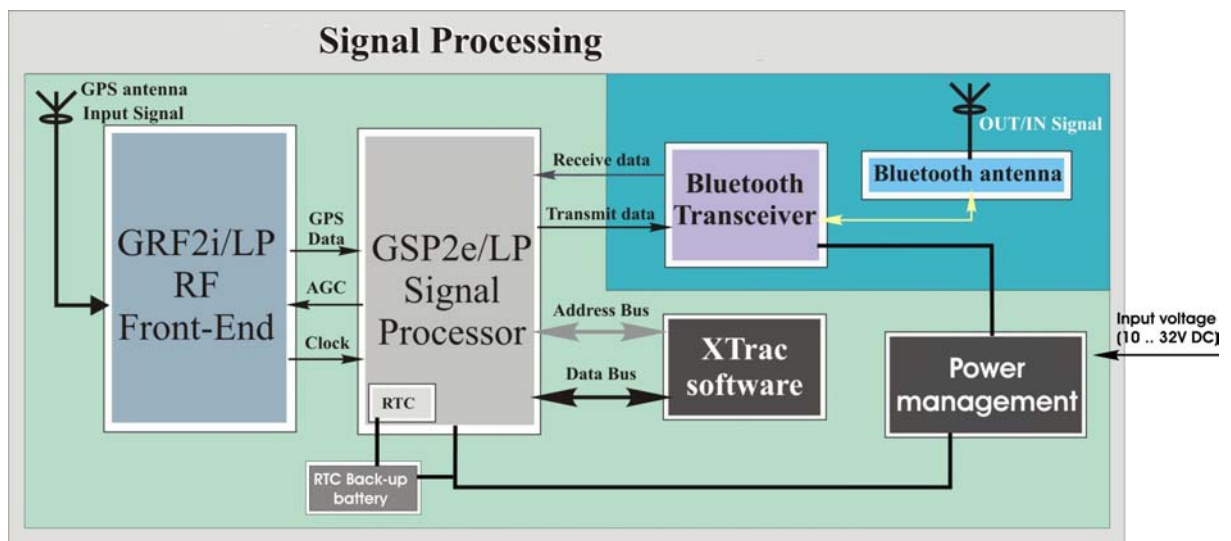 Signal Processing
GPS antenna
Input Signal
OUT/IN Signal
Bluetooth antenna
Receive data
Bluetooth
Transceiver
Transmit data
GRF2i/LP
RF
Front-End
GPS
Data
AGC
Clock
GSP2e/LP
Signal
Processor
RTC
Address Bus
Data Bus
XTrac
software
Input voltage
(10 .. 32V DC)
Power
management
RTC Back-up
battery